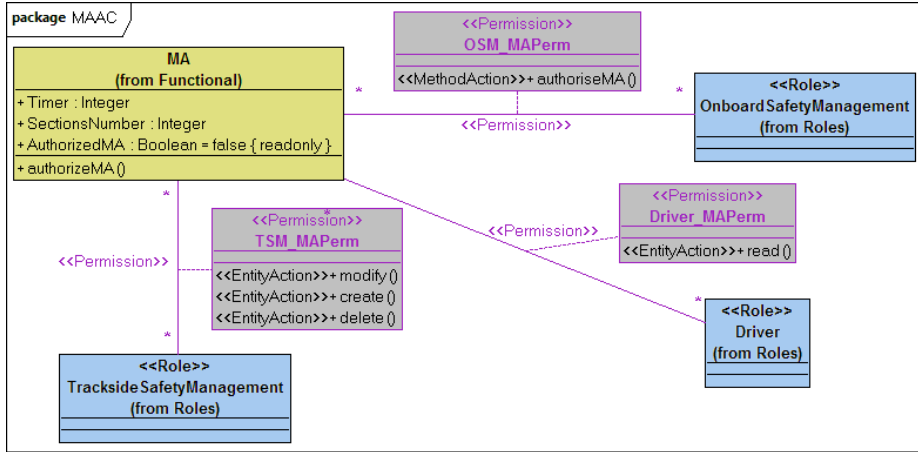 package MAAC
MA
(from Functional)
+ Timer : Integer
+ SectionsNumber : Integer
+ AuthorizedMA : Boolean = false { readonly }
+ authorizeMA ()
<<Permission>>
OSM_MAPerm
<<MethodAction>>+ authoriseMA ()
*
*
<<Permission>>
<<Role>>
OnboardSafetyManagement
(from Roles)
*
<<Permission>>
*
<<Permission>>
*
TSM_MAPerm
<<EntityAction>>+ modify ()
<<EntityAction>>+ create ()
<<EntityAction>>+ delete ()
<<Permission>>
<<Permission>>
Driver_MAPerm
<<EntityAction>>+ read ()
*
<<Role>>
Driver
(from Roles)
<<Role>>
TracksideSafetyManagement
(from Roles)